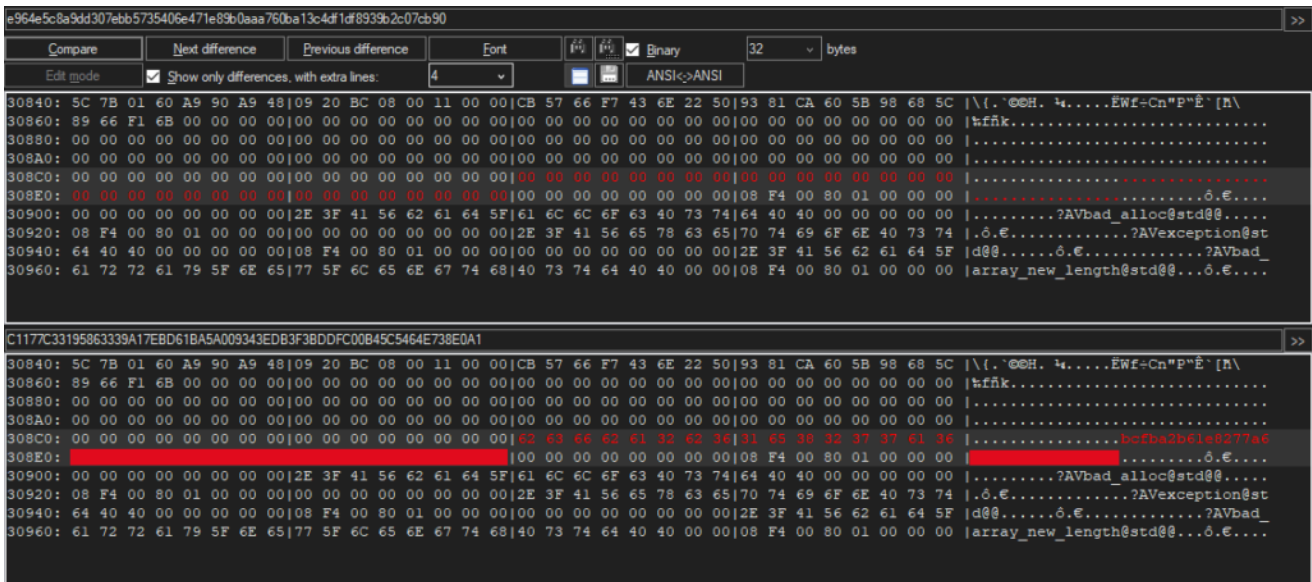 e964e5c8a9dd307ebb5735406e471e89b0aaa760ba13c4df1df8939b2c07cb90 >>
Compare Next difference Previous difference Font Binary 32 bytes
Edit mode Show only differences, with extra lines: 4 ANSI<->ANSI
30840: 5C 7B 01 60 A9 90 A9 48|09 20 BC 08 00 11 00 00|CB 57 66 F7 43 6E 22 50|93 81 CA 60 5B 98 68 5C
30860: 89 66 F1 6B 00 00 00 00|00 00 00 00 00 00 00 00|00 00 00 00 00 00 00 00|00 00 00 00 00 00 00 00 |‰fñk............................
30880: 00 00 00 00 00 00 00 00|00 00 00 00 00 00 00 00|00 00 00 00 00 00 00 00|00 00 00 00 00 00 00 00 |................................
308A0: 00 00 00 00 00 00 00 00|00 00 00 00 00 00 00 00|00 00 00 00 00 00 00 00|00 00 00 00 00 00 00 00 |................................
308C0: 00 00 00 00 00 00 00 00|00 00 00 00 00 00 00 00|00 00 00 00 00 00 00 00|00 00 00 00 00 00 00 00 |................................
308E0: 00 00 00 00 00 00 00 00|00 00 00 00 00 00 00 00|00 00 00 00 00 00 00 00|08 F4 00 80 01 00 00 00 |.........................ô.€....
30900: 00 00 00 00 00 00 00 00|2E 3F 41 56 62 61 64 5F|61 6C 6C 6F 63 40 73 74|64 40 40 00 00 00 00 00 |.........?AVbad_alloc@std@@.....
30920: 08 F4 00 80 01 00 00 00|00 00 00 00 00 00 00 00|2E 3F 41 56 65 78 63 65|70 74 69 6F 6E 40 73 74 |.ô.€.............?AVexception@st
30940: 64 40 40 00 00 00 00 00|08 F4 00 80 01 00 00 00|00 00 00 00 00 00 00 00|2E 3F 41 56 62 61 64 5F |d@@......ô.€.............?AVbad_
30960: 61 72 72 61 79 5F 6E 65|77 5F 6C 65 6E 67 74 68|40 73 74 64 40 40 00 00|08 F4 00 80 01 00 00 00 |array_new_length@std@@...ô.€....
C1177C33195863339A17EBD61BA5A009343EDB3F3BDDFC00B45C5464E738E0A1 >>
30840: 5C 7B 01 60 A9 90 A9 48|09 20 BC 08 00 11 00 00|CB 57 66 F7 43 6E 22 50|93 81 CA 60 5B 98 68 5C
30860: 89 66 F1 6B 00 00 00 00|00 00 00 00 00 00 00 00|00 00 00 00 00 00 00 00|00 00 00 00 00 00 00 00 |‰fñk............................
30880: 00 00 00 00 00 00 00 00|00 00 00 00 00 00 00 00|00 00 00 00 00 00 00 00|00 00 00 00 00 00 00 00 |................................
308A0: 00 00 00 00 00 00 00 00|00 00 00 00 00 00 00 00|00 00 00 00 00 00 00 00|00 00 00 00 00 00 00 00 |................................
308C0: 00 00 00 00 00 00 00 00|00 00 00 00 00 00 00 00|62 63 66 62 61 32 62 36|31 65 38 32 37 37 61 36 |................bcfba2b61e8277a6
308E0: |00 00 00 00 00 00 00 00|08 F4 00 80 01 00 00 00 | .........ô.€....
30900: 00 00 00 00 00 00 00 00|2E 3F 41 56 62 61 64 5F|61 6C 6C 6F 63 40 73 74|64 40 40 00 00 00 00 00 |.........?AVbad_alloc@std@@.....
30920: 08 F4 00 80 01 00 00 00|00 00 00 00 00 00 00 00|2E 3F 41 56 65 78 63 65|70 74 69 6F 6E 40 73 74 |.ô.€.............?AVexception@st
30940: 64 40 40 00 00 00 00 00|08 F4 00 80 01 00 00 00|00 00 00 00 00 00 00 00|2E 3F 41 56 62 61 64 5F |d@@......ô.€.............?AVbad_
30960: 61 72 72 61 79 5F 6E 65|77 5F 6C 65 6E 67 74 68|40 73 74 64 40 40 00 00|08 F4 00 80 01 00 00 00 |array_new_length@std@@...ô.€....